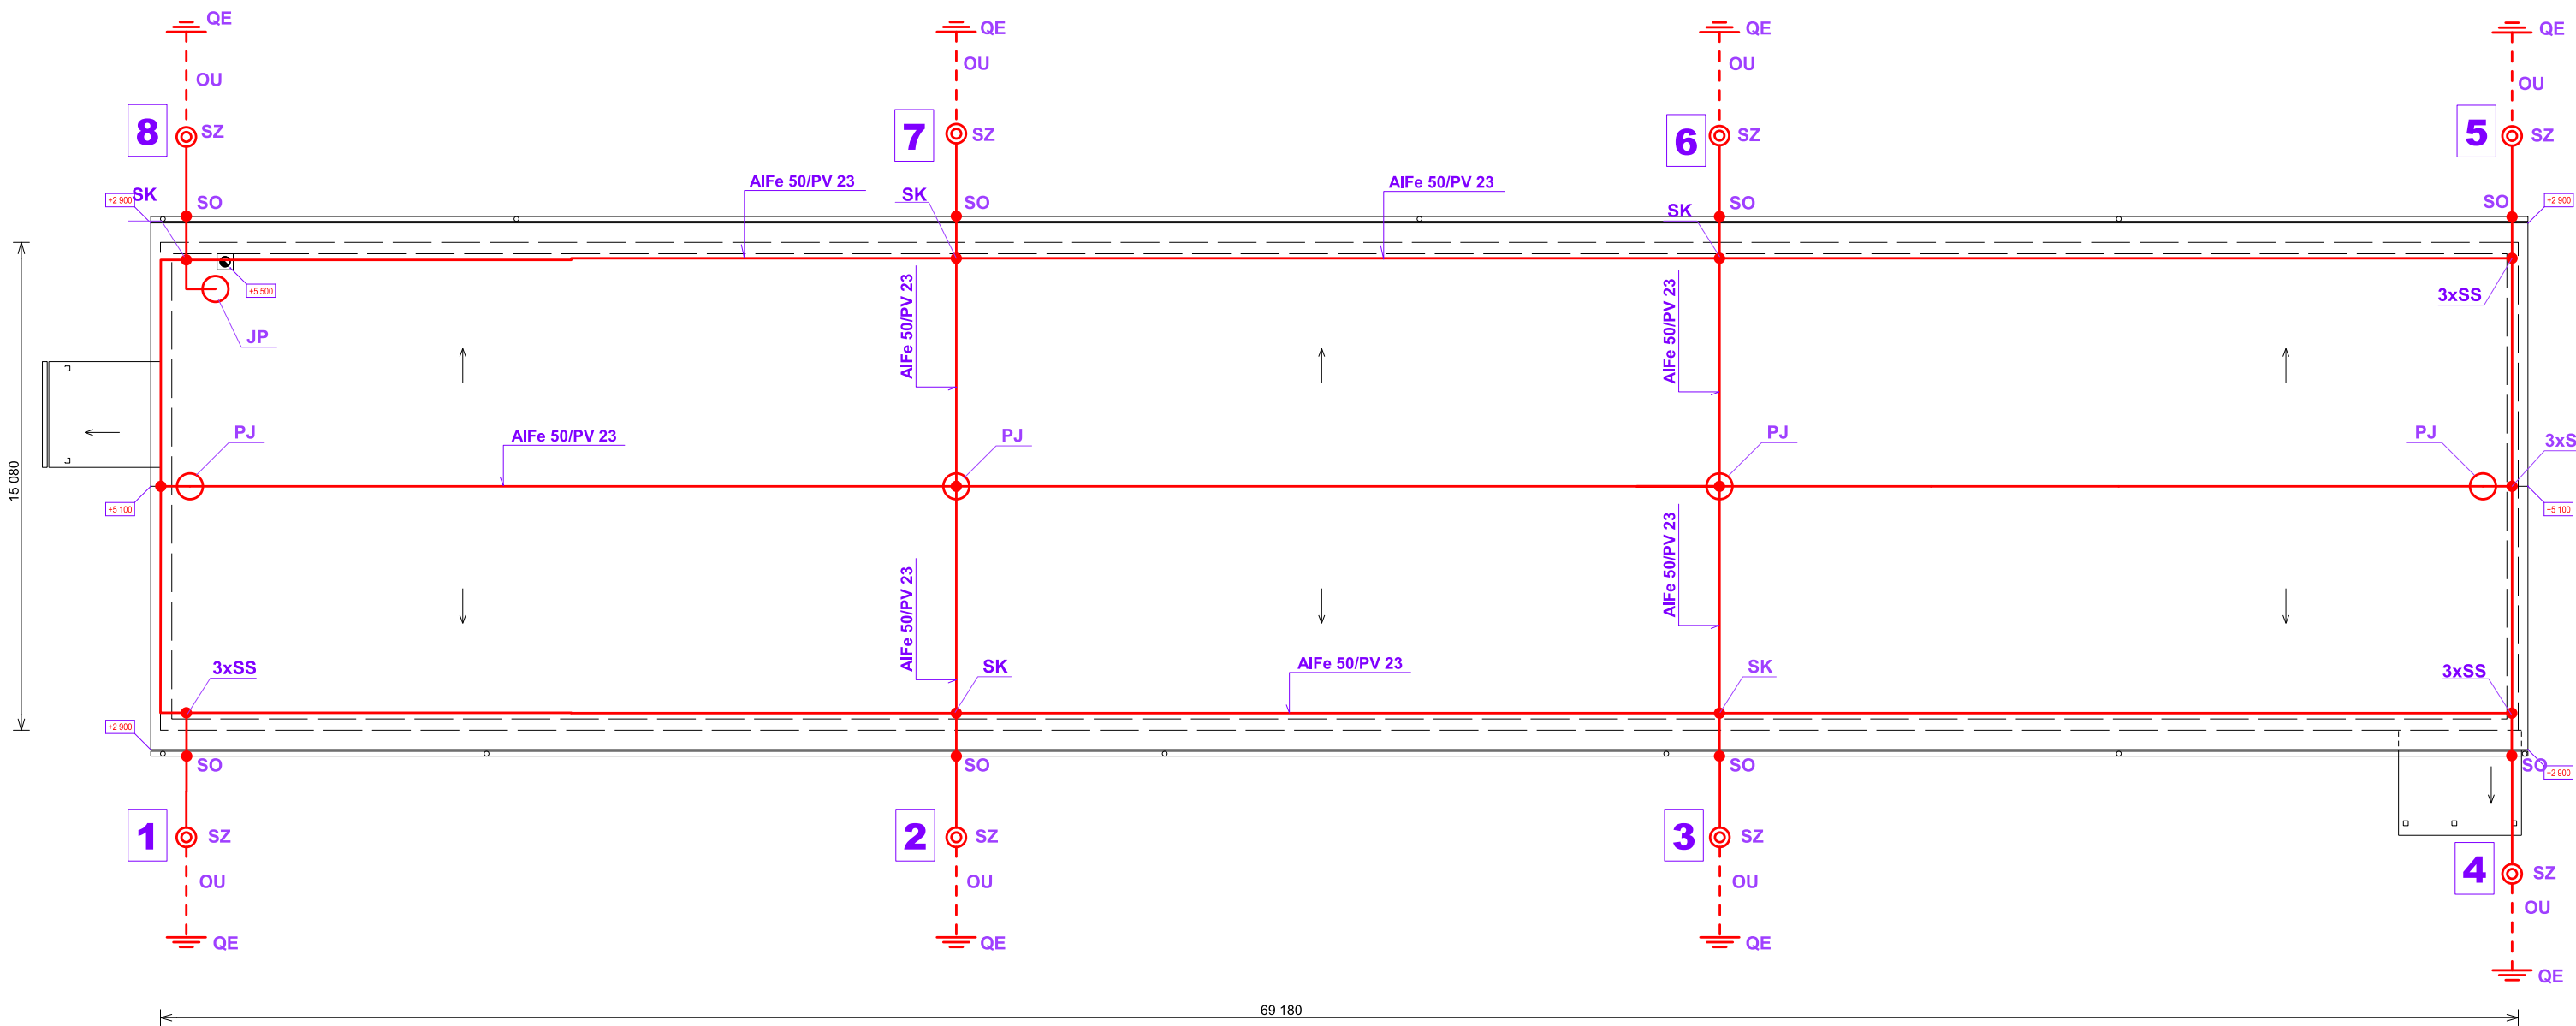 QE QE QE QE
OU OU OU OU
8 SZ 7 SZ 6 SZ 5 SZ
AlFe 50/PV 23 AlFe 50/PV 23
+2 900 SK SO SK SO SK SO SO +2 900
+5 500 3xSS
JP
AlFe 50/PV 23 AlFe 50/PV 23
PJ AlFe 50/PV 23 PJ PJ PJ 3xS
15 080
+5 100 +5 100
AlFe 50/PV 23 AlFe 50/PV 23
3xSS SK AlFe 50/PV 23 SK 3xSS
+2 900
SO SO SO SO +2 900
1 SZ 2 SZ 3 SZ
4 SZ
OU OU OU
OU
QE QE QE
QE
69 180